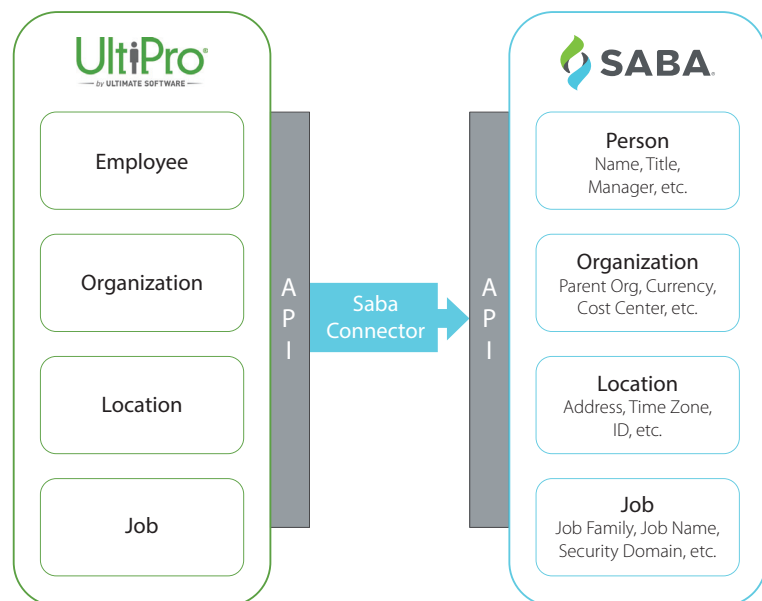 UltiPro®
by ULTIMATE SOFTWARE
Employee
Organization
Location
Job
A
P
I
Saba
Connector
A
P
I
SABA
Person
Name, Title,
Manager, etc.
Organization
Parent Org, Currency,
Cost Center, etc.
Location
Address, Time Zone,
ID, etc.
Job
Job Family, Job Name,
Security Domain, etc.